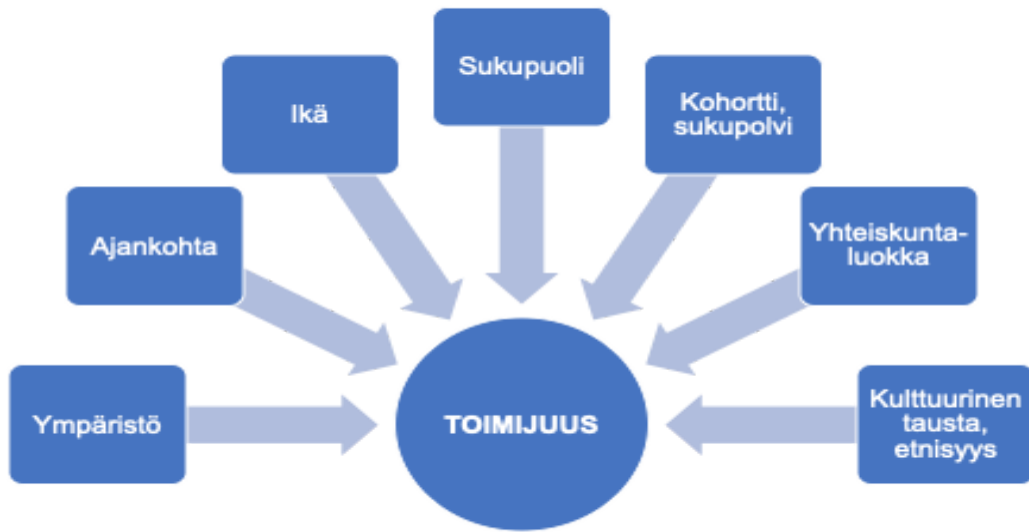 Sukupuoli
Ikä
Kohortti,
sukupolvi
Ajankohta
Yhteiskunta-
luokka
Ympäristö
TOIMIJUUS
Kulttuurinen
tausta,
etnisyys